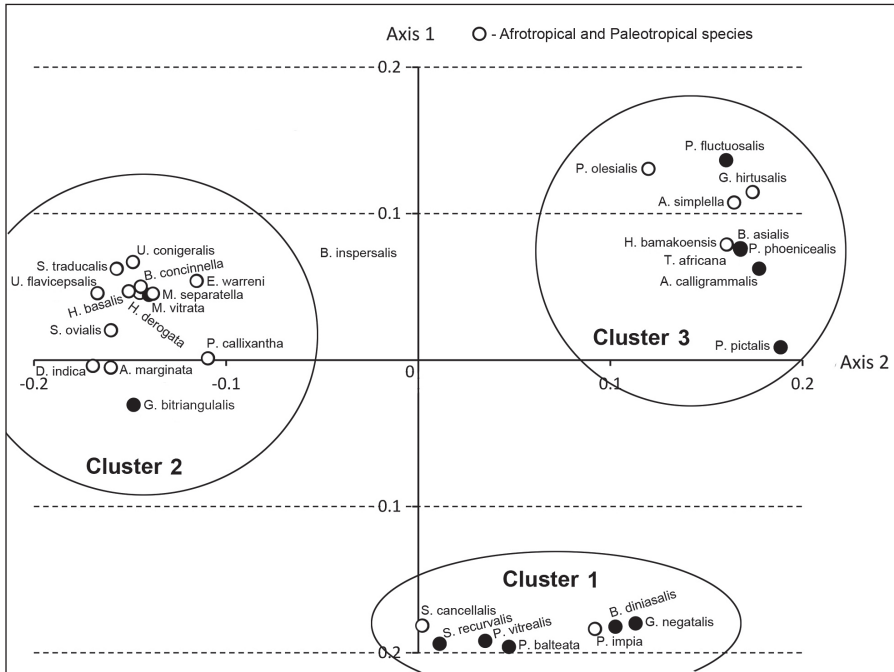 Axis 1
- Afrotropical and Paleotropical species
0.2
P. fluctuosalis
P. olesialis
G. hirtusalis
A. simplella
0.1
B. asialis
H. bamakoensis
P. phoenicealis
T. africana
A. calligrammalis
B. inspersalis
U. conigeralis
S. traducalis
B. concinnella
E. warreni
U. flavicepsalis
M. separatella
H. basalis
M. vitrata
H. derogata
S. ovialis
P. callixantha
Cluster 3
P. pictalis
Axis 2
D. indica
A. marginata
-0.2
-0.1
0
0.1
0.2
G. bitriangulalis
Cluster 2
-0.1
Cluster 1
S. cancellalis
B. diniasalis
S. recurvalis
P. vitrealis
G. negatalis
P. balteata
P. impia
0.2